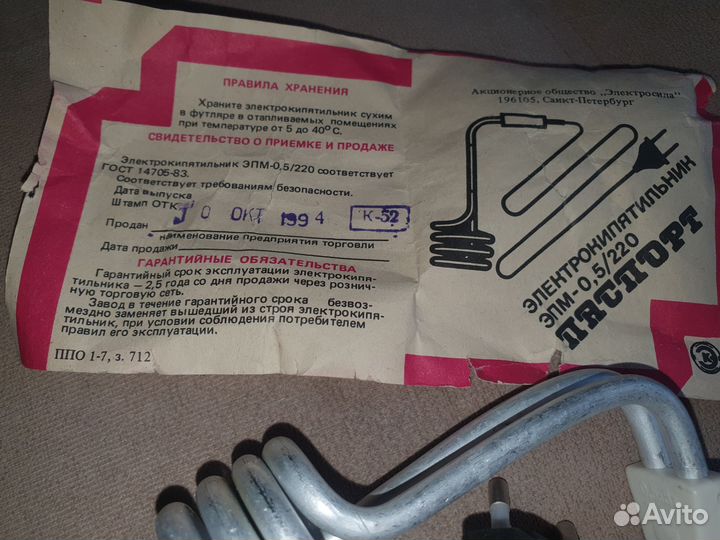 ПРАВИЛА ХРАНЕНИЯ
Храните электрокипятильник сухим
в футляре в отапливаемых помещениях
при температуре от 5 до 40°С.
СВИДЕТЕЛЬСТВО О ПРИЕМКЕ И ПРОДАЖЕ
Электрокипятильник ЭПМ-0,5/220 соответствует
ГОСТ 14705-83.
Соответствует требованиям безопасности.
Дата выпуска
Штамп ОТК
0 ОКТ 1994 К-52
Продан
наименование предприятия торговли
Дата продажи
ГАРАНТИЙНЫЕ ОБЯЗАТЕЛЬСТВА
Гарантийный срок эксплуатации электрокипя-
тильника — 2,5 года со дня продажи через рознич-
ную торговую сеть.
Завод в течение гарантийного срока безвоз-
мездно заменяет вышедший из строя электрокипя-
тильник, при условии соблюдения потребителем
правил его эксплуатации.
ППО 1-7, з. 712
Акционерное общество „Электросила"
196105, Санкт-Петербург
ЭЛЕКТРОКИПЯТИЛЬНИК
ЭПМ-0,5/220
ПАСПОРТ
Avito